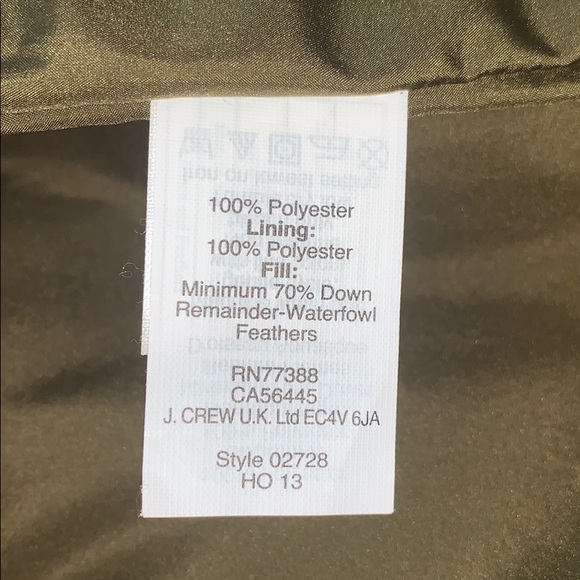 100% Polyester
Lining:
100% Polyester
Fill:
Minimum 70% Down
Remainder-Waterfowl
Feathers
RN77388
CA56445
J. CREW U.K. Ltd EC4V 6JA
Style 02728
HO 13